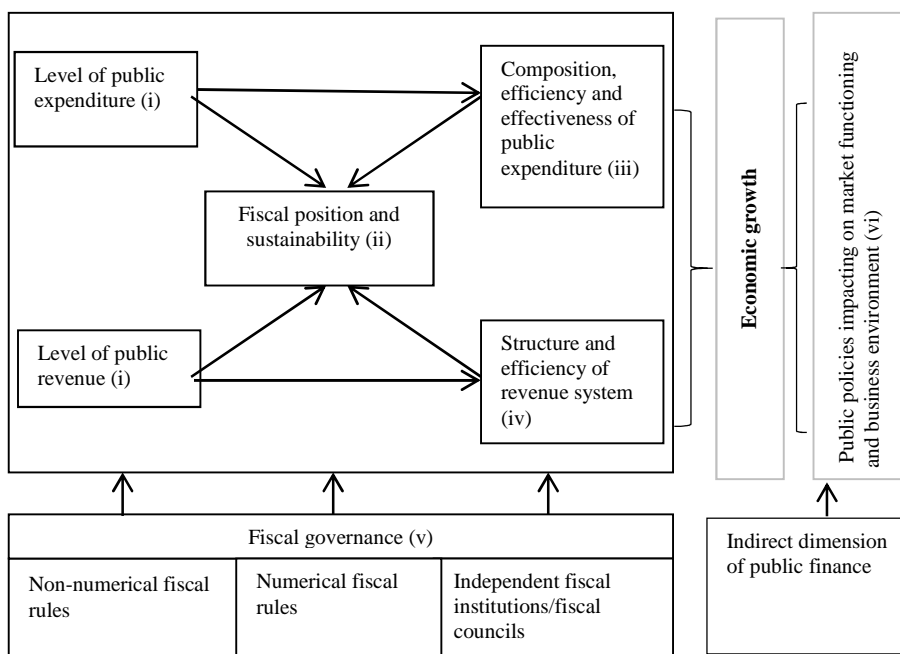 Level of public
expenditure (i)
Composition,
efficiency and
effectiveness of
public
expenditure (iii)
Fiscal position and
sustainability (ii)
Level of public
revenue (i)
Structure and
efficiency of
revenue system
(iv)
Economic growth
Public policies impacting on market functioning
and business environment (vi)
Fiscal governance (v)
Non-numerical fiscal
rules
Numerical fiscal
rules
Independent fiscal
institutions/fiscal
councils
Indirect dimension
of public finance